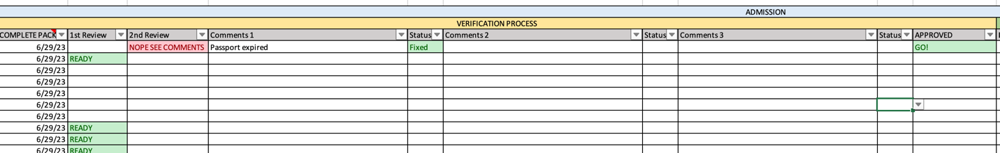 ADMISSION
VERIFICATION PROCESS
COMPLETE PACK 1st Review 2nd Review Comments 1 Status Comments 2 Status Comments 3 Status APPROVED
6/29/23 NOPE SEE COMMENTS Passport expired Fixed GO!
6/29/23 READY
6/29/23
6/29/23
6/29/23
6/29/23
6/29/23
6/29/23 READY
6/29/23 READY
6/29/23 READY